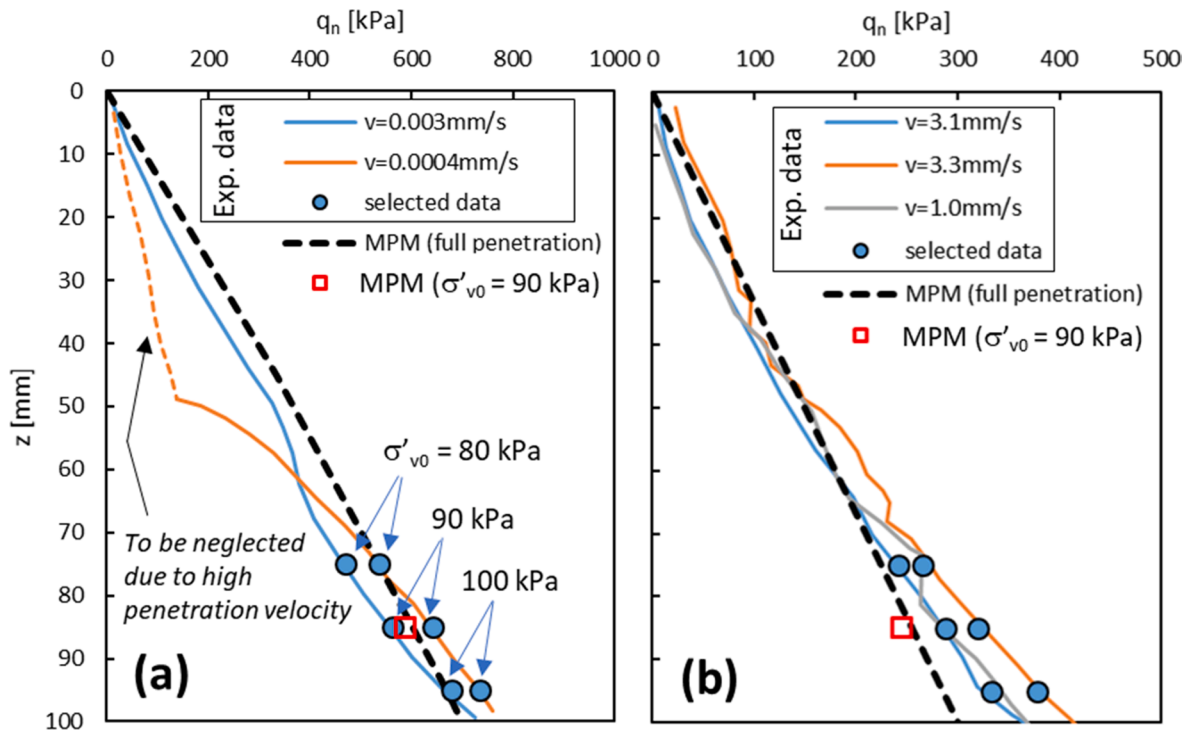 qn [kPa]
0 200 400 600 800 1000
0
10
20
30
40
50
60
70
80
90
100
z [mm]
Exp. data
v=0.003mm/s
v=0.0004mm/s
selected data
MPM (full penetration)
MPM (σ'v0 = 90 kPa)
σ'v0 = 80 kPa
90 kPa
100 kPa
To be neglected
due to high
penetration velocity
(a)
qn [kPa]
0 100 200 300 400 500
Exp. data
v=3.1mm/s
v=3.3mm/s
v=1.0mm/s
selected data
MPM (full penetration)
MPM (σ'v0 = 90 kPa)
(b)